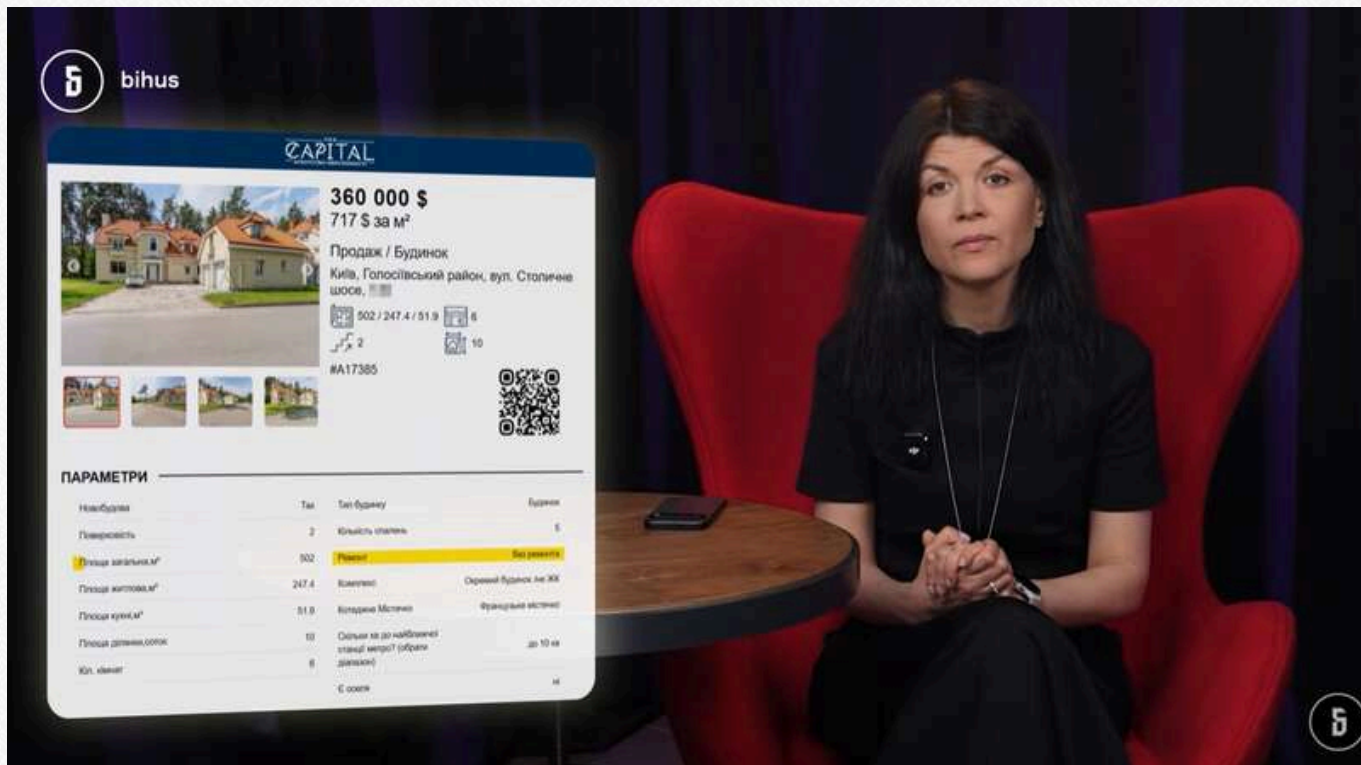 bihus
CAPITAL
360 000 $
717 $ за м²
Продаж / Будинок
Київ, Голосіївський район, вул. Столичне
шосе,
502 / 247.4 / 51.9 6
2 10
#A17385
ПАРАМЕТРИ
Новобудова Так
Поверховість 2
Площа загальна,м² 502
Площа житлова,м² 247.4
Площа кухні,м² 51.9
Площа ділянки,соток 10
Кіл. кімнат 6
Тип будинку Будинок
Кількість спалень 5
Ремонт Без ремонта
Комплекс Окремий будинок /не ЖК
Котеджне Містечко Французьке містечко
Скільки хв до найближчої
станції метро? (обрати
діапазон) до 10 хв
Є оселя ні